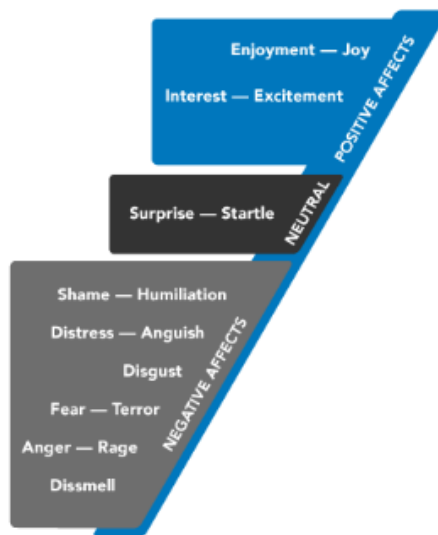 Enjoyment — Joy
Interest — Excitement
POSITIVE AFFECTS
Surprise — Startle
NEUTRAL
Shame — Humiliation
Distress — Anguish
Disgust
Fear — Terror
Anger — Rage
Dissmell
NEGATIVE AFFECTS